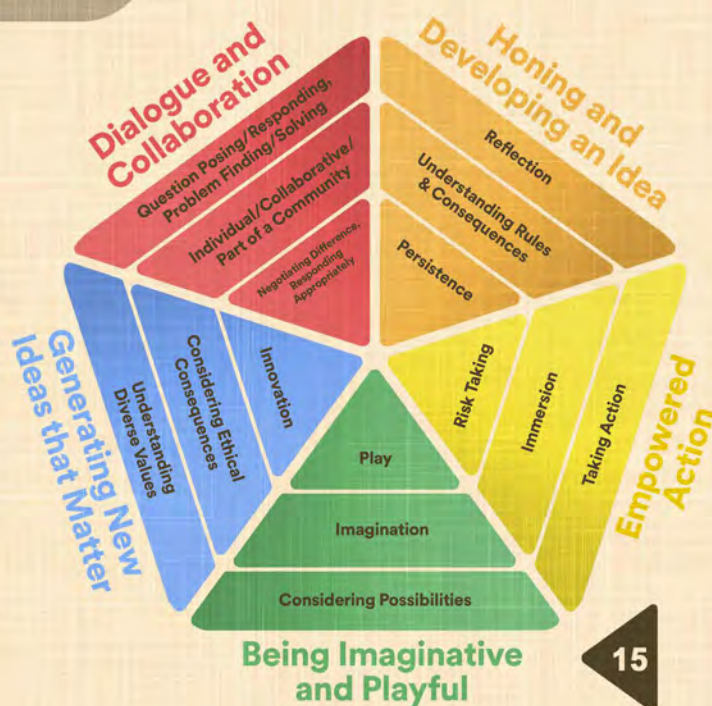 Dialogue and
Collaboration
Question Posing/Responding,
Problem Finding/Solving
Individual/Collaborative/
Part of a Community
Negotiating Difference,
Responding
Appropriately
Honing and
Developing an Idea
Reflection
Understanding Rules
& Consequences
Persistence
Generating New
Ideas that Matter
Understanding
Diverse Values
Considering Ethical
Consequences
Innovation
Risk Taking
Immersion
Taking Action
Empowered
Action
Play
Imagination
Considering Possibilities
Being Imaginative
and Playful
15